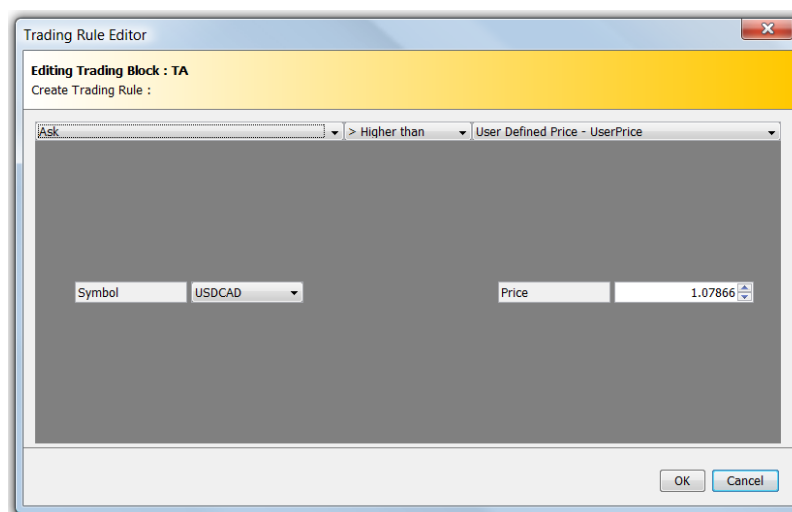 Trading Rule Editor
Editing Trading Block : TA
Create Trading Rule :
Ask > Higher than User Defined Price - UserPrice
Symbol USDCAD Price 1.07866
OK Cancel